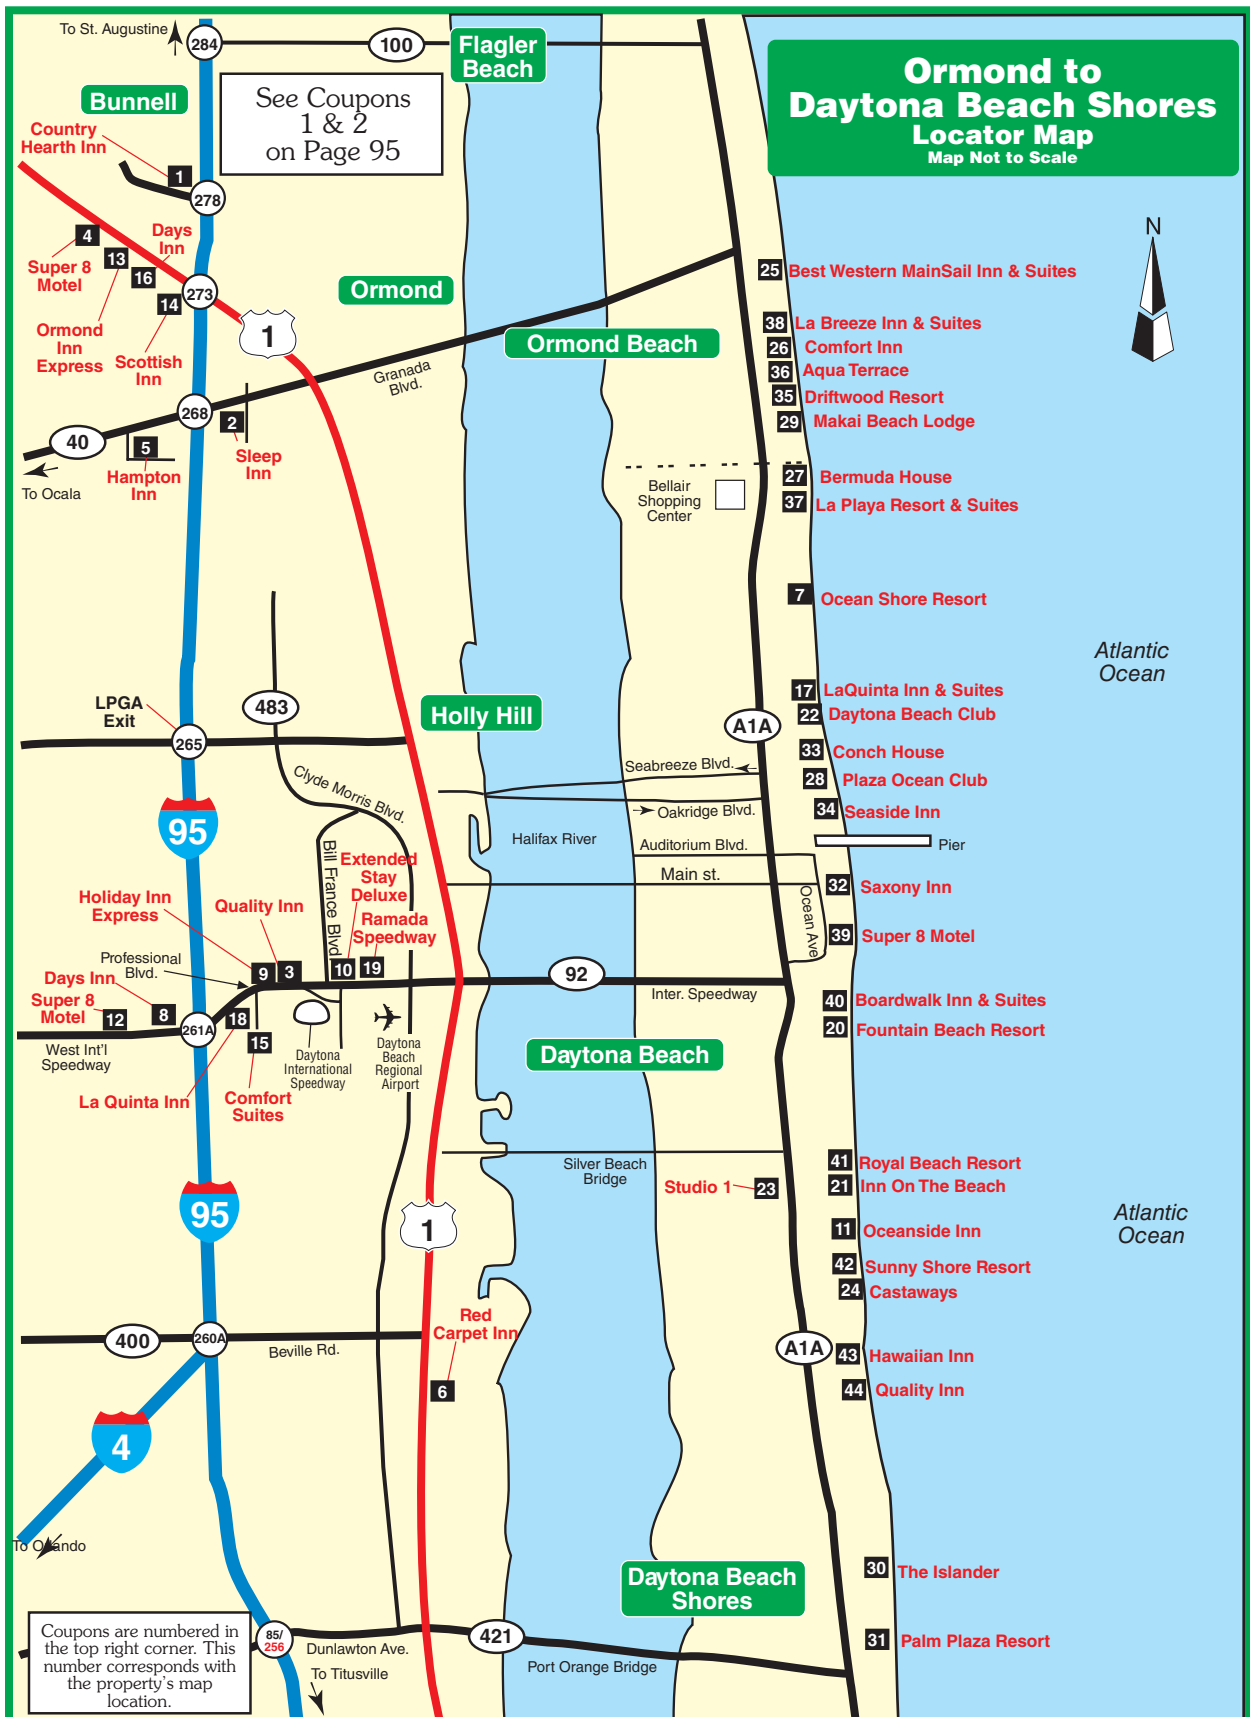 To St. Augustine
284
100
Flagler
Beach
Ormond to
Daytona Beach Shores
Locator Map
Map Not to Scale
Bunnell
See Coupons
1 & 2
on Page 95
Country
Hearth Inn
1
278
N
4
Super 8
Motel
13
Ormond
Inn
Express
16
Days
Inn
14
Scottish
Inn
273
1
Ormond
25 Best Western MainSail Inn & Suites
38 La Breeze Inn & Suites
Ormond Beach
26 Comfort Inn
36 Aqua Terrace
35 Driftwood Resort
29 Makai Beach Lodge
Granada
Blvd.
268
40
2
Sleep
Inn
5
Hampton
Inn
To Ocala
Bellair
Shopping
Center
27 Bermuda House
37 La Playa Resort & Suites
7 Ocean Shore Resort
Atlantic
Ocean
LPGA
Exit
265
483
Holly Hill
A1A
17 LaQuinta Inn & Suites
22 Daytona Beach Club
33 Conch House
Seabreeze Blvd.
28 Plaza Ocean Club
Clyde Morris Blvd.
Oakridge Blvd.
34 Seaside Inn
95
Halifax River
Auditorium Blvd.
Pier
Bill France Blvd.
Extended
Stay
Deluxe
Main st.
Ocean Ave
32 Saxony Inn
Holiday Inn
Express
Quality Inn
Ramada
Speedway
39 Super 8 Motel
Professional
Blvd.
9
3
10
19
92
Inter. Speedway
Days Inn
Super 8
Motel
12
8
261A
18
15
40 Boardwalk Inn & Suites
20 Fountain Beach Resort
West Int'l
Speedway
Daytona
International
Speedway
Daytona
Beach
Regional
Airport
Daytona Beach
La Quinta Inn
Comfort
Suites
Silver Beach
Bridge
41 Royal Beach Resort
Studio 1
23
21 Inn On The Beach
95
1
11 Oceanside Inn
Atlantic
Ocean
42 Sunny Shore Resort
24 Castaways
Red
Carpet Inn
400
260A
Beville Rd.
A1A
43 Hawaiian Inn
6
44 Quality Inn
4
To Orlando
Daytona Beach
Shores
30 The Islander
Coupons are numbered in
the top right corner. This
number corresponds with
the property's map
location.
85/
256
Dunlawton Ave.
421
Port Orange Bridge
31 Palm Plaza Resort
To Titusville